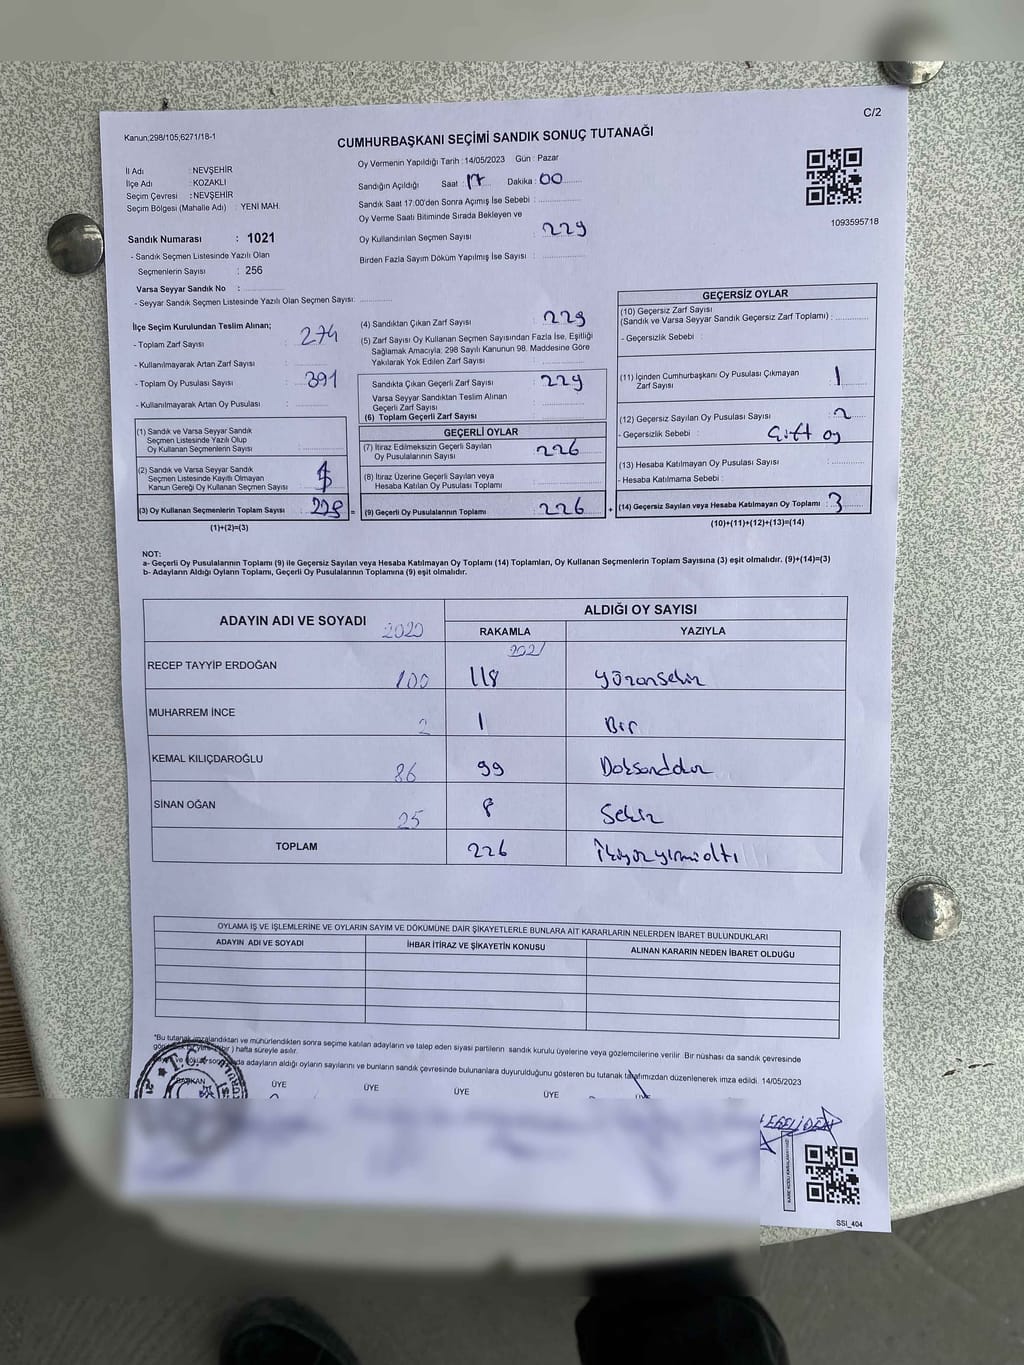 C/2
Kanun;298/105;6271/18-1
CUMHURBAŞKANI SEÇİMİ SANDIK SONUÇ TUTANAĞI
İl Adı : NEVŞEHİR
İlçe Adı : KOZAKLI
Seçim Çevresi : NEVŞEHİR
Seçim Bölgesi (Mahalle Adı) : YENİ MAH.
Oy Vermenin Yapıldığı Tarih :14/05/2023 Gün : Pazar
Sandığın Açıldığı Saat : 17 Dakika : 00
Sandık Saat 17:00'den Sonra Açımış İse Sebebi :
Oy Verme Saati Bitiminde Sırada Bekleyen ve
Oy Kullandırılan Seçmen Sayısı : 229
Birden Fazla Sayım Döküm Yapılmış İse Sayısı :
1093595718
Sandık Numarası : 1021
- Sandık Seçmen Listesinde Yazılı Olan
Seçmenlerin Sayısı : 256
Varsa Seyyar Sandık No :
- Seyyar Sandık Seçmen Listesinde Yazılı Olan Seçmen Sayısı:
İlçe Seçim Kurulundan Teslim Alınan;
- Toplam Zarf Sayısı : 274
- Kullanılmayarak Artan Zarf Sayısı :
- Toplam Oy Pusulası Sayısı : 391
- Kullanılmayarak Artan Oy Pusulası :
(1) Sandık ve Varsa Seyyar Sandık
Seçmen Listesinde Yazılı Olup
Oy Kullanan Seçmenlerin Sayısı :
(2) Sandık ve Varsa Seyyar Sandık
Seçmen Listesinde Kayıtlı Olmayan
Kanun Gereği Oy Kullanan Seçmen Sayısı :
(3) Oy Kullanan Seçmenlerin Toplam Sayısı : 229 =
(1)+(2)=(3)
(4) Sandıktan Çıkan Zarf Sayısı : 229
(5) Zarf Sayısı Oy Kullanan Seçmen Sayısından Fazla İse, Eşitliği
Sağlamak Amacıyla; 298 Sayılı Kanunun 98. Maddesine Göre
Yakılarak Yok Edilen Zarf Sayısı :
Sandıkta Çıkan Geçerli Zarf Sayısı : 229
Varsa Seyyar Sandıktan Teslim Alınan
Geçerli Zarf Sayısı :
(6) Toplam Geçerli Zarf Sayısı :
GEÇERLİ OYLAR
(7) İtiraz Edilmeksizin Geçerli Sayılan
Oy Pusulalarının Sayısı : 226
(8) İtiraz Üzerine Geçerli Sayılan veya
Hesaba Katılan Oy Pusulası Toplamı :
(9) Geçerli Oy Pusulalarının Toplamı : 226 +
GEÇERSİZ OYLAR
(10) Geçersiz Zarf Sayısı
(Sandık ve Varsa Seyyar Sandık Geçersiz Zarf Toplamı) :
- Geçersizlik Sebebi :
(11) İçinden Cumhurbaşkanı Oy Pusulası Çıkmayan
Zarf Sayısı : 1
(12) Geçersiz Sayılan Oy Pusulası Sayısı : 2
- Geçersizlik Sebebi : Çift oy
(13) Hesaba Katılmayan Oy Pusulası Sayısı :
- Hesaba Katılmama Sebebi :
(14) Geçersiz Sayılan veya Hesaba Katılmayan Oy Toplamı : 3
(10)+(11)+(12)+(13)=(14)
NOT:
a- Geçerli Oy Pusulalarının Toplamı (9) ile Geçersiz Sayılan veya Hesaba Katılmayan Oy Toplamı (14) Toplamları, Oy Kullanan Seçmenlerin Toplam Sayısına (3) eşit olmalıdır. (9)+(14)=(3)
b- Adayların Aldığı Oyların Toplamı, Geçerli Oy Pusulalarının Toplamına (9) eşit olmalıdır.
ADAYIN ADI VE SOYADI 2020 ALDIĞI OY SAYISI
RAKAMLA YAZIYLA
2021
RECEP TAYYİP ERDOĞAN 100 118 yüzonsekiz
MUHARREM İNCE 2 1 Bir
KEMAL KILIÇDAROĞLU 86 99 Doksandokuz
SİNAN OĞAN 25 8 Sekiz
TOPLAM 226 ikiyüzyirmialtı
OYLAMA İŞ VE İŞLEMLERİNE VE OYLARIN SAYIM VE DÖKÜMÜNE DAİR ŞİKAYETLERLE BUNLARA AİT KARARLARIN NELERDEN İBARET BULUNDUKLARI
ADAYIN ADI VE SOYADI İHBAR İTİRAZ VE ŞİKAYETİN KONUSU ALINAN KARARIN NEDEN İBARET OLDUĞU
"Bu tutanak imzalandıktan ve mühürlendikten sonra seçime katılan adayların ve talep eden siyasi partilerin sandık kurulu üyelerine veya gözlemcilerine verilir. Bir nüshası da sandık çevresinde
(bir ) hafta süreyle asılır.
adayların aldığı oyların sayılarını ve bunların sandık çevresinde bulunanlara duyurulduğunu gösteren bu tutanak tarafımızdan düzenlenerek imza edildi. 14/05/2023
T.C.
BAŞKAN ÜYE ÜYE ÜYE ÜYE ÜYE
SSİ_404